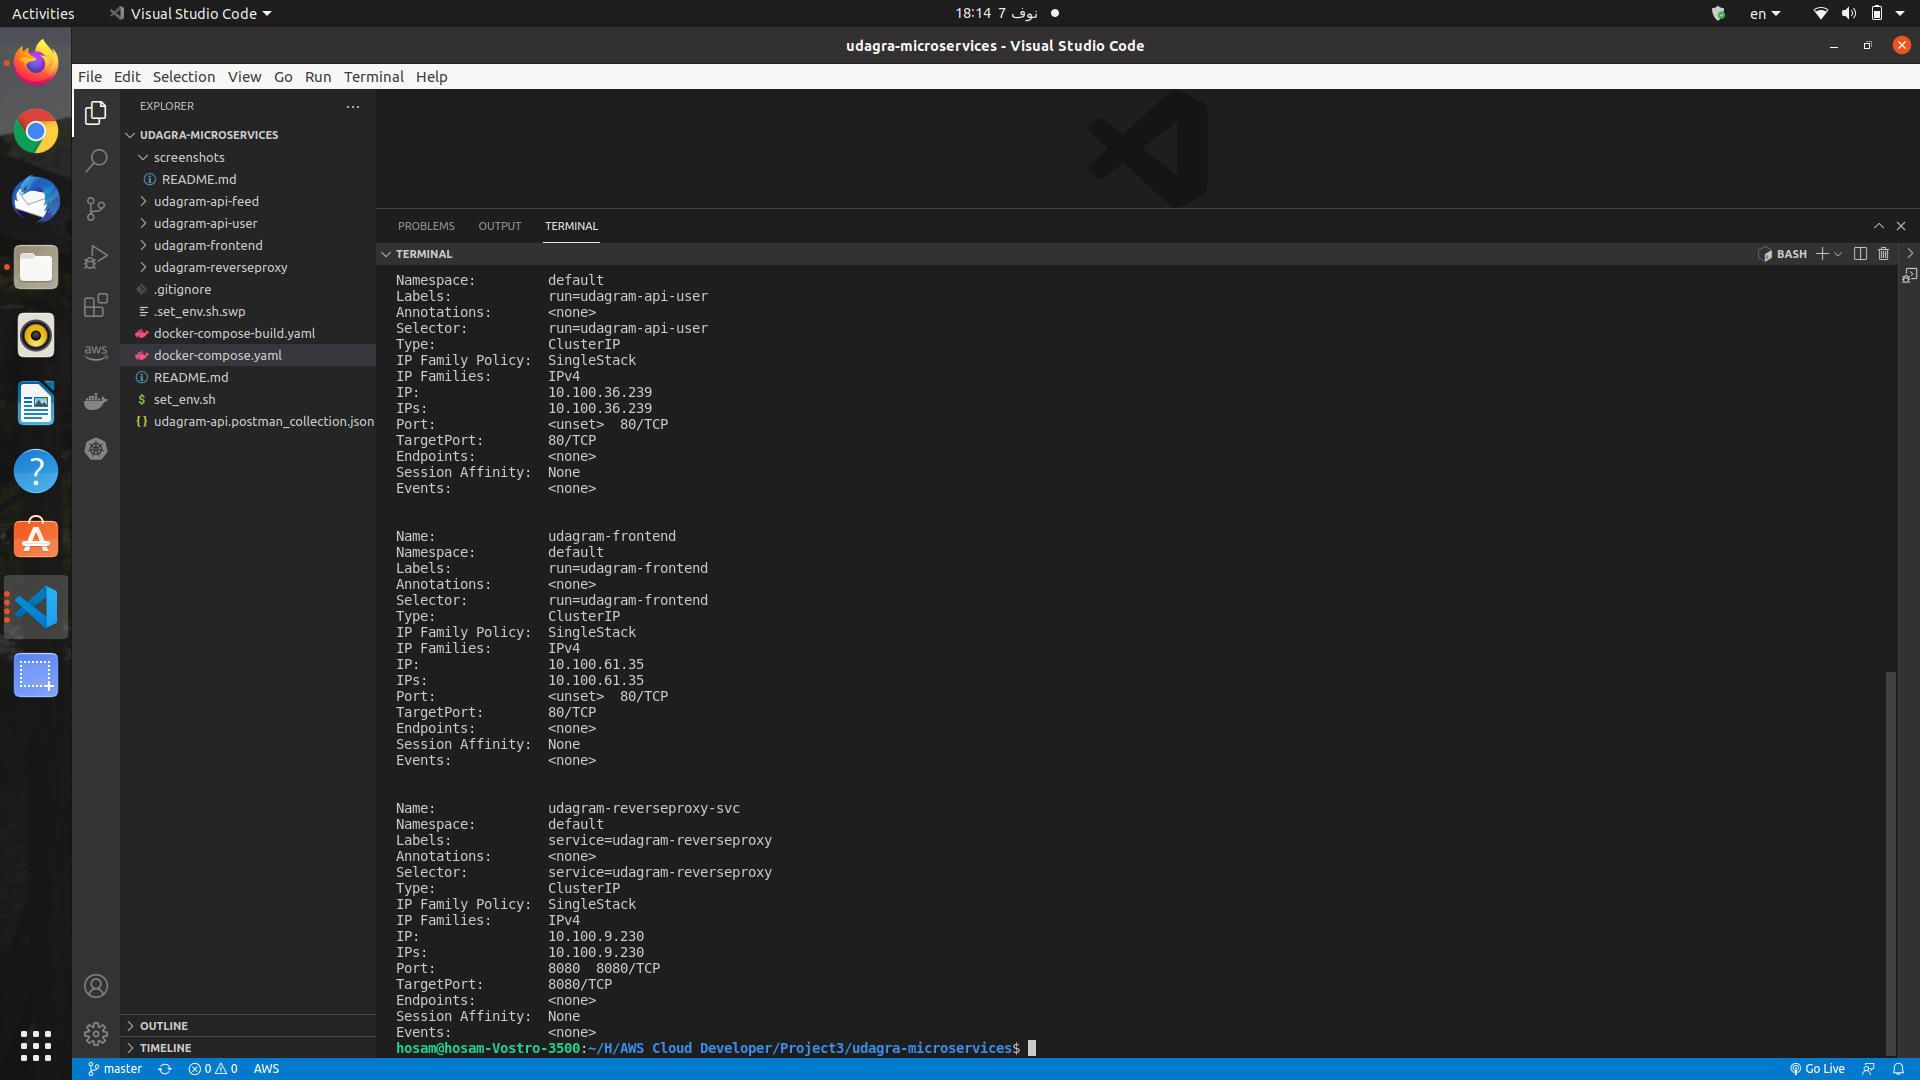 Activities
Visual Studio Code
نوف 7 18:14
en
udagra-microservices - Visual Studio Code
File Edit Selection View Go Run Terminal Help
EXPLORER
UDAGRA-MICROSERVICES
screenshots
README.md
udagram-api-feed
udagram-api-user
udagram-frontend
udagram-reverseproxy
.gitignore
.set_env.sh.swp
docker-compose-build.yaml
docker-compose.yaml
README.md
$ set_env.sh
{} udagram-api.postman_collection.json
aws
OUTLINE
TIMELINE
PROBLEMS OUTPUT TERMINAL
TERMINAL
BASH
Namespace: default
Labels: run=udagram-api-user
Annotations: <none>
Selector: run=udagram-api-user
Type: ClusterIP
IP Family Policy: SingleStack
IP Families: IPv4
IP: 10.100.36.239
IPs: 10.100.36.239
Port: <unset> 80/TCP
TargetPort: 80/TCP
Endpoints: <none>
Session Affinity: None
Events: <none>
Name: udagram-frontend
Namespace: default
Labels: run=udagram-frontend
Annotations: <none>
Selector: run=udagram-frontend
Type: ClusterIP
IP Family Policy: SingleStack
IP Families: IPv4
IP: 10.100.61.35
IPs: 10.100.61.35
Port: <unset> 80/TCP
TargetPort: 80/TCP
Endpoints: <none>
Session Affinity: None
Events: <none>
Name: udagram-reverseproxy-svc
Namespace: default
Labels: service=udagram-reverseproxy
Annotations: <none>
Selector: service=udagram-reverseproxy
Type: ClusterIP
IP Family Policy: SingleStack
IP Families: IPv4
IP: 10.100.9.230
IPs: 10.100.9.230
Port: 8080 8080/TCP
TargetPort: 8080/TCP
Endpoints: <none>
Session Affinity: None
Events: <none>
hosam@hosam-Vostro-3500:~/H/AWS Cloud Developer/Project3/udagra-microservices$
master 0 0 AWS
Go Live